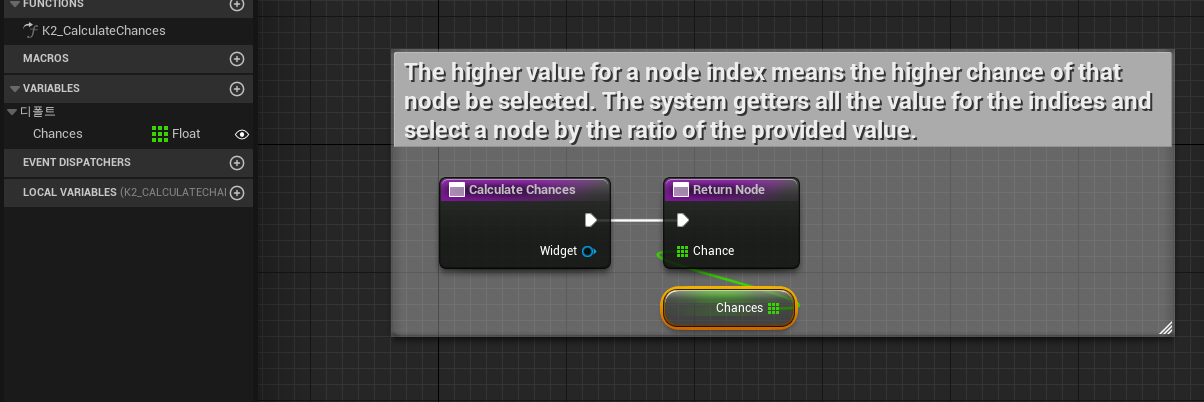 FUNCTIONS
K2_CalculateChances
MACROS
VARIABLES
디폴트
Chances Float
EVENT DISPATCHERS
LOCAL VARIABLES (K2_CALCULATECHAI
The higher value for a node index means the higher chance of that
node be selected. The system getters all the value for the indices and
select a node by the ratio of the provided value.
Calculate Chances
Widget
Return Node
Chance
Chances